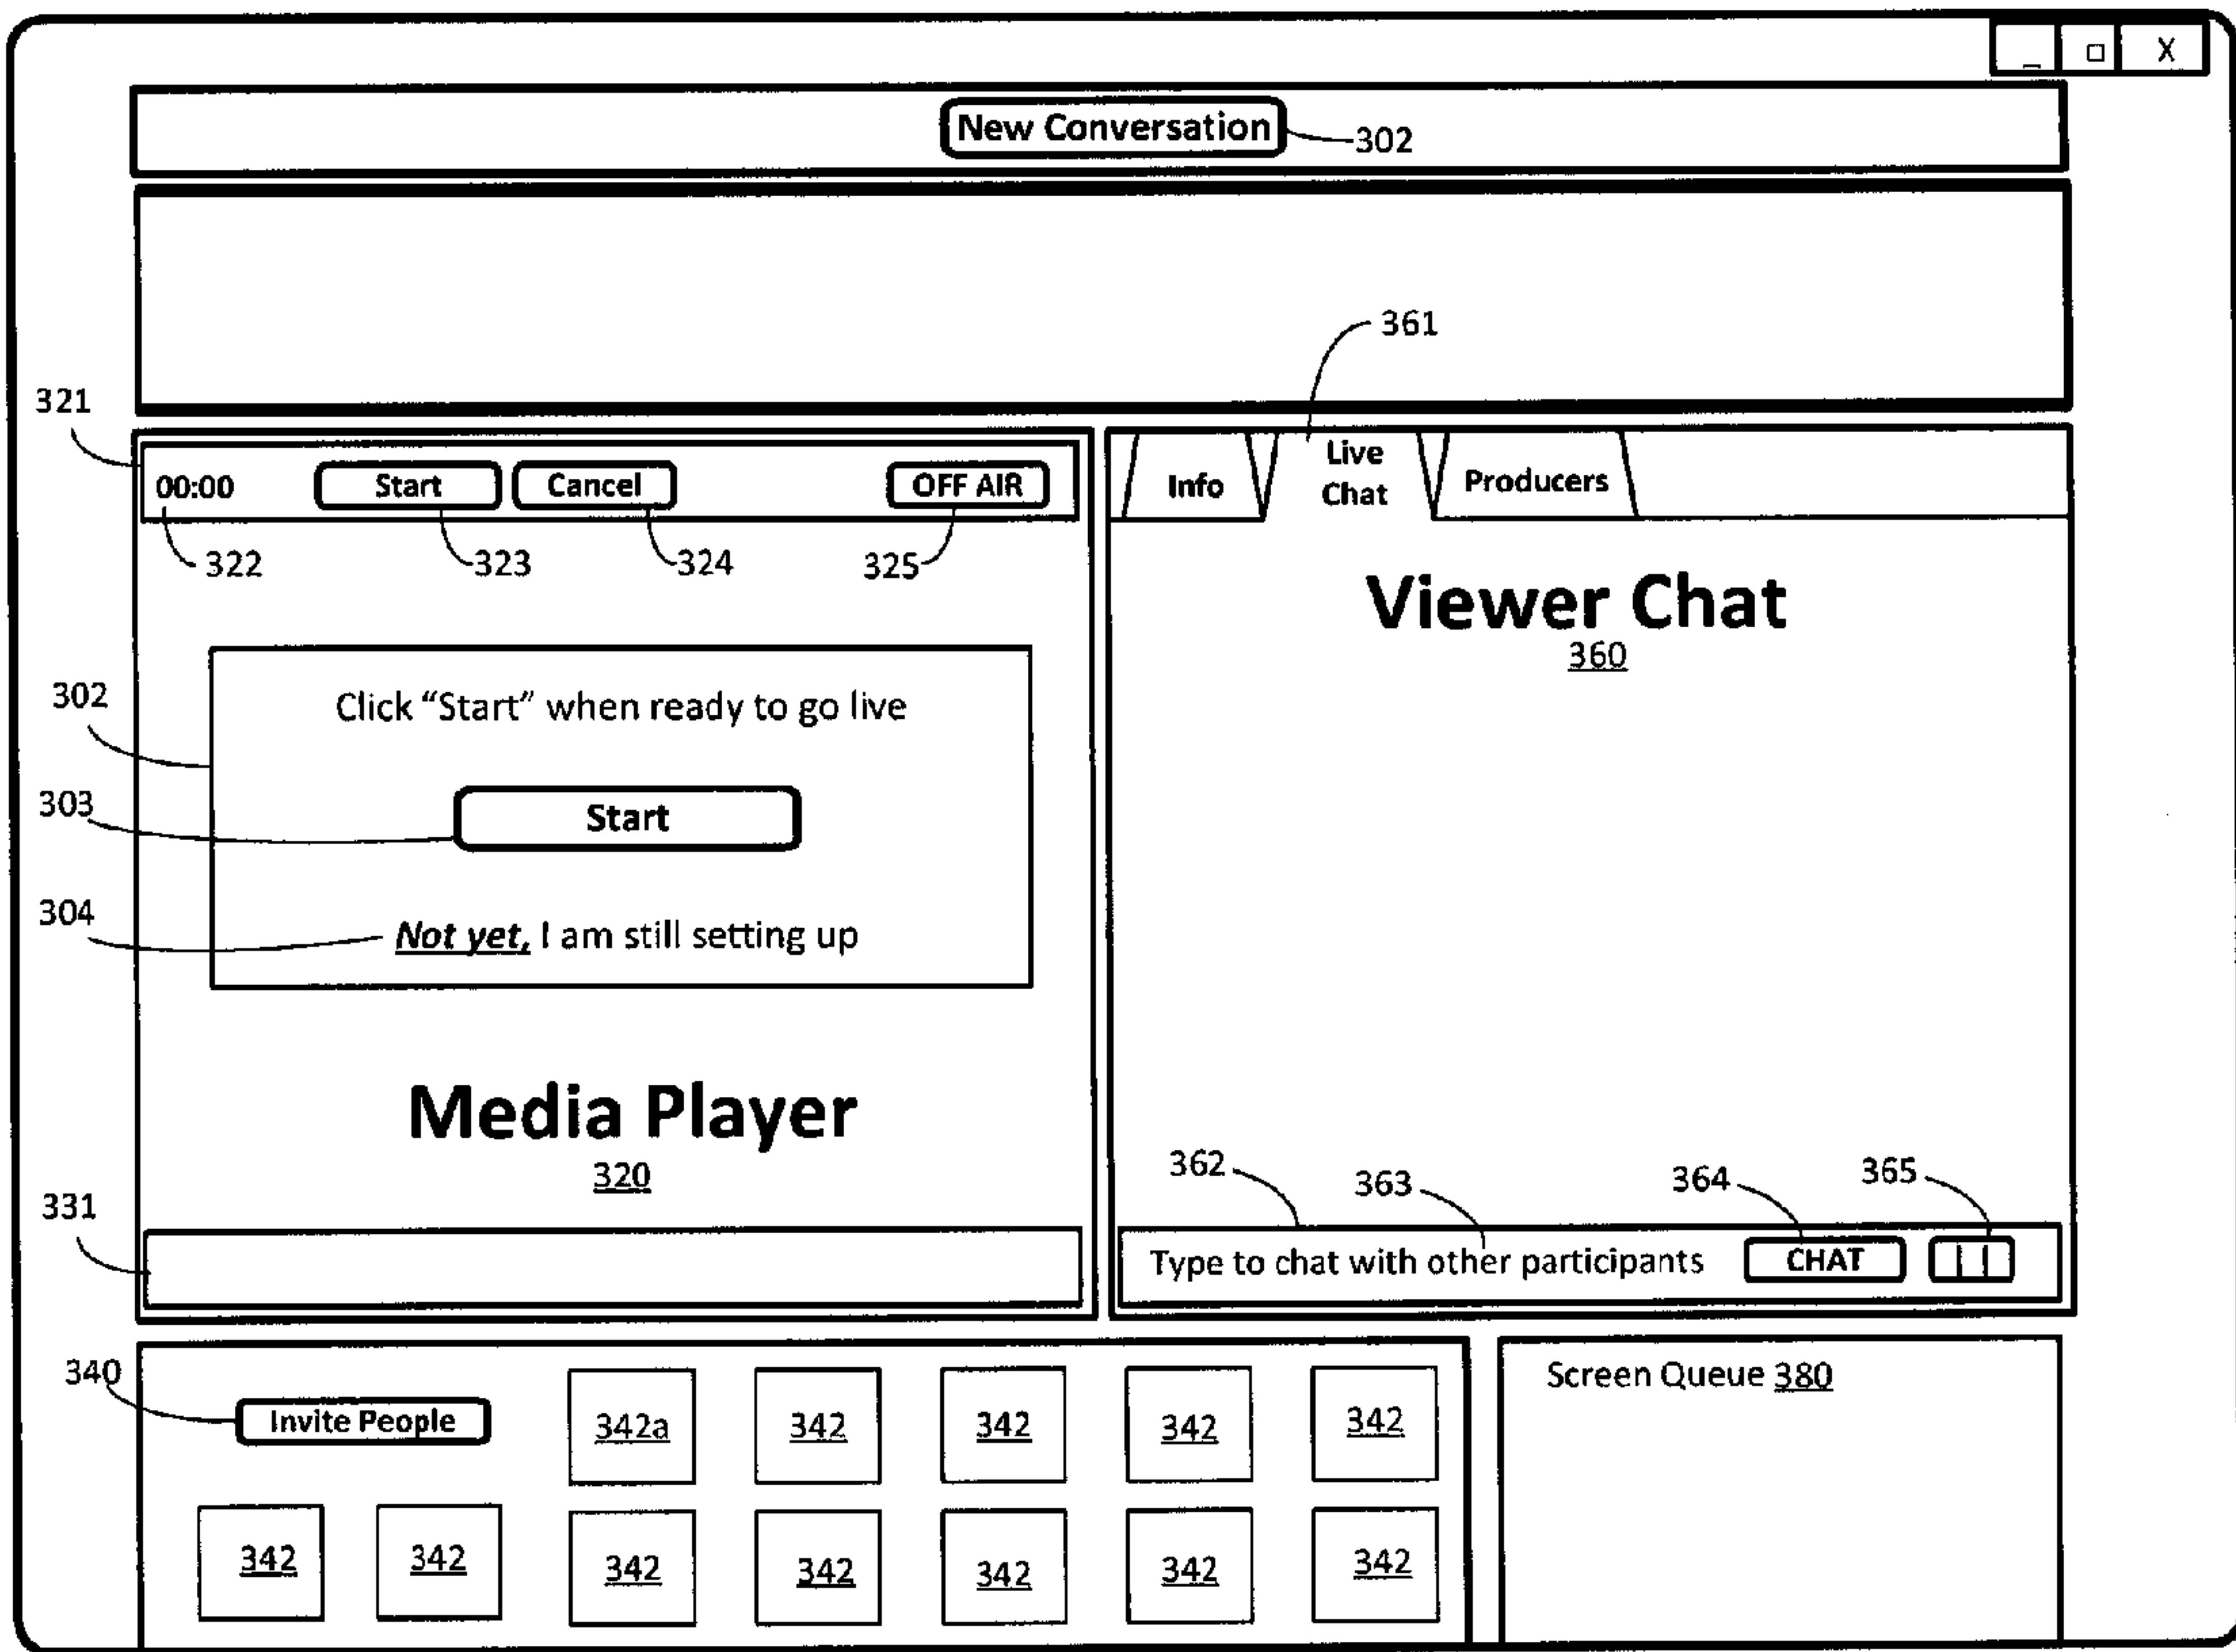 _ □ X
New Conversation 302
361
321
00:00 Start Cancel OFF AIR
322 323 324 325
302
Click “Start” when ready to go live
303
Start
304
Not yet, I am still setting up
Media Player
320
331
Info Live Chat Producers
Viewer Chat
360
362 363 364 365
Type to chat with other participants CHAT
340
Invite People
342a 342 342 342 342
342 342 342 342 342 342 342
Screen Queue 380